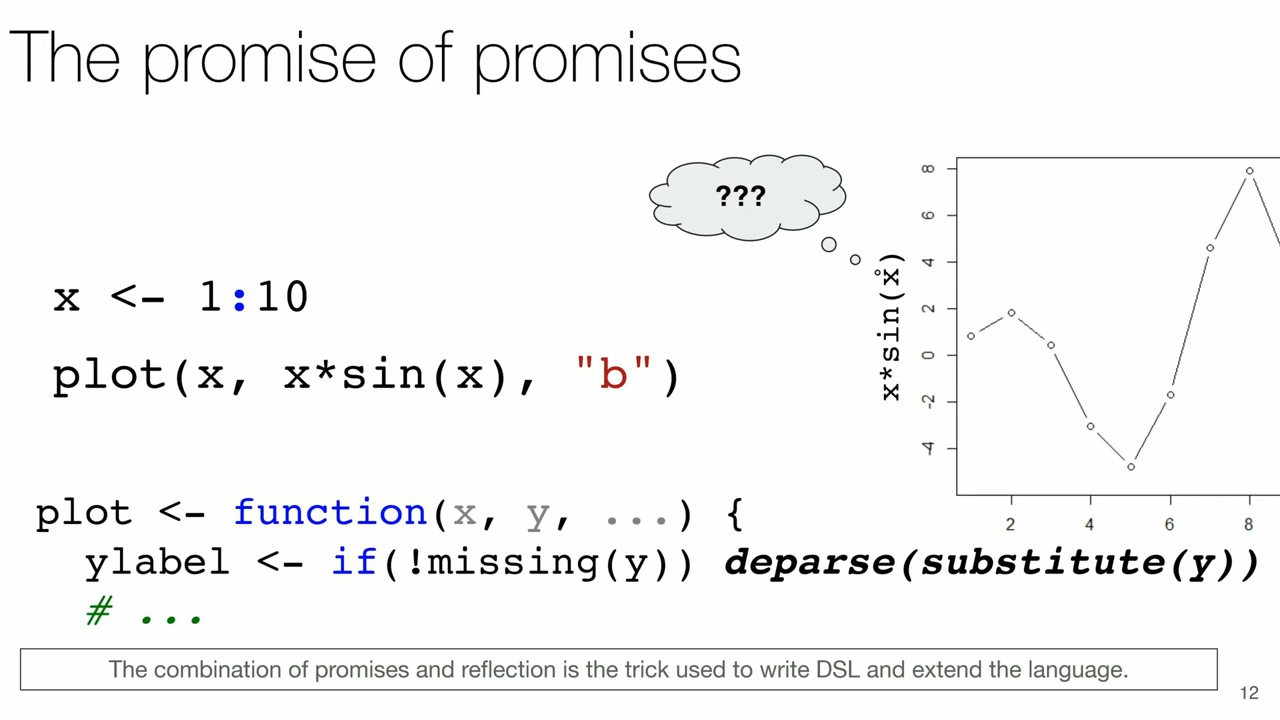 The promise of promises
???
x <- 1:10
plot(x, x*sin(x), "b")
x*sin(x)
8
6
4
2
0
-2
-4
2
4
6
8
plot <- function(x, y, ...) {
ylabel <- if(!missing(y)) deparse(substitute(y))
# ...
The combination of promises and reflection is the trick used to write DSL and extend the language.
12